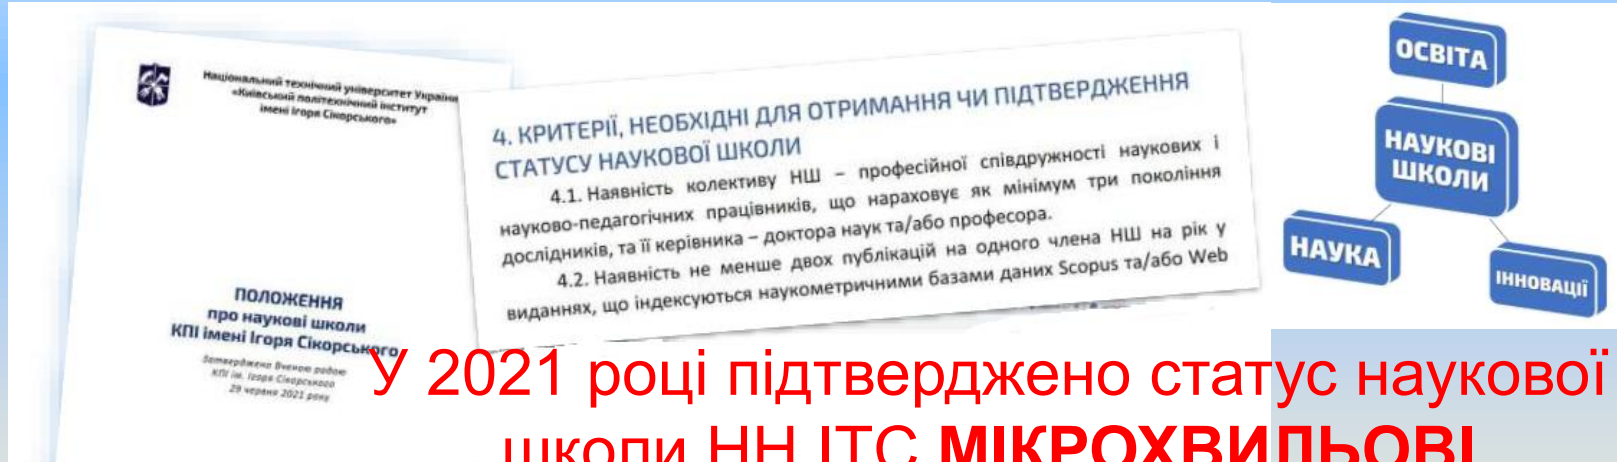 Національний технічний університет України
«Київський політехнічний інститут
імені Ігоря Сікорського»
ПОЛОЖЕННЯ
про наукові школи
КПІ імені Ігоря Сікорського
Затверджено Вченою радою
КПІ ім. Ігоря Сікорського
29 червня 2021 року
4. КРИТЕРІЇ, НЕОБХІДНІ ДЛЯ ОТРИМАННЯ ЧИ ПІДТВЕРДЖЕННЯ
СТАТУСУ НАУКОВОЇ ШКОЛИ
4.1. Наявність колективу НШ – професійної співдружності наукових і
науково-педагогічних працівників, що нараховує як мінімум три покоління
дослідників, та її керівника – доктора наук та/або професора.
4.2. Наявність не менше двох публікацій на одного члена НШ на рік у
виданнях, що індексуються наукометричними базами даних Scopus та/або Web
ОСВІТА
НАУКОВІ
ШКОЛИ
НАУКА
ІННОВАЦІЇ
У 2021 році підтверджено статус наукової
школи НН ІТС МІКРОХВИЛЬОВІ